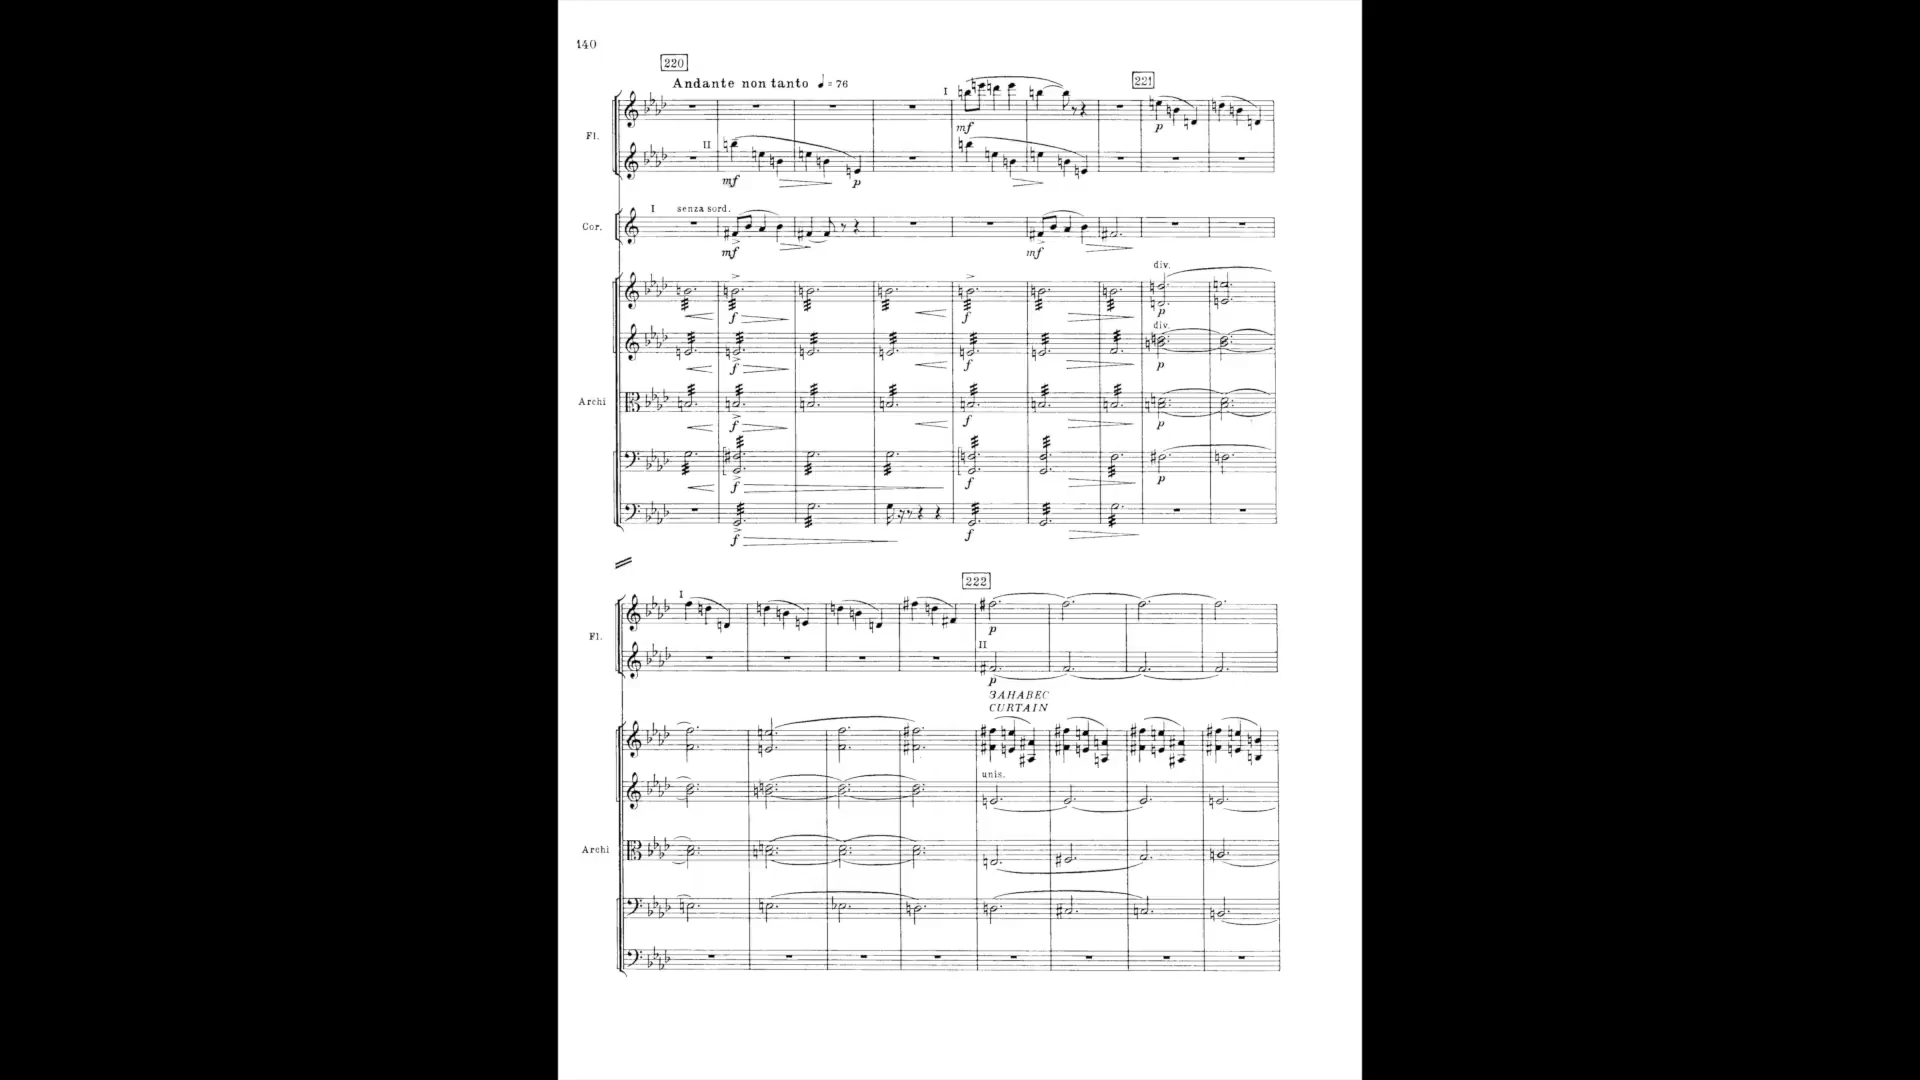 140
220
Andante non tanto ♩ = 76
221
I
Fl.
mf
p
II
mf
p
I senza sord.
Cor.
mf
mf
div.
f
f
p
div.
f
f
p
Archi
f
f
p
f
f
p
f
f
222
I
Fl.
p
II
p
ЗАНАВЕС
CURTAIN
unis.
Archi